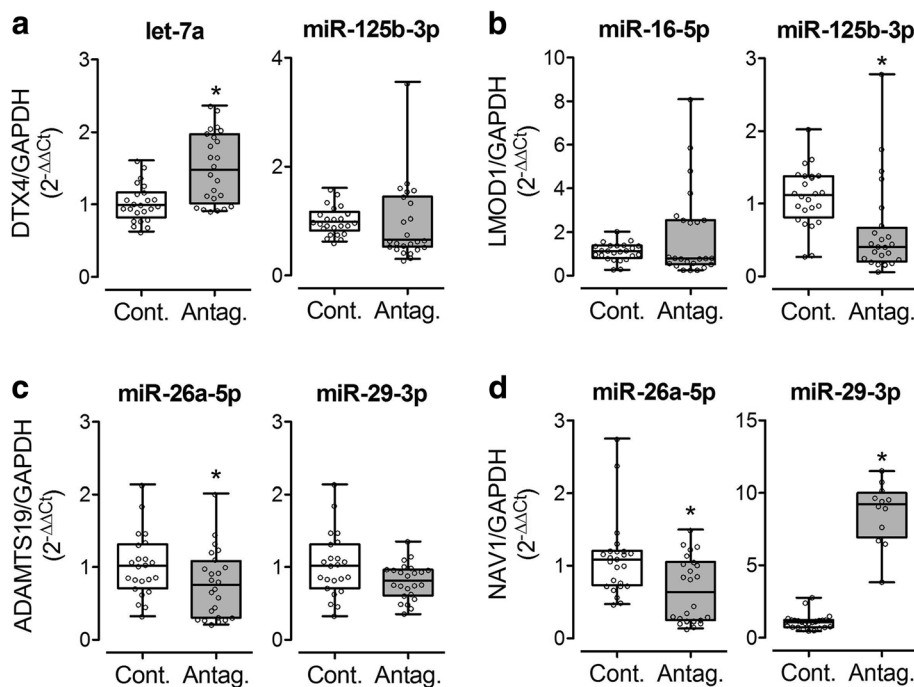 a
let-7a
miR-125b-3p
DTX4/GAPDH
(2-ΔΔCt)
3
2
1
0
*
Cont. Antag.
4
2
0
Cont. Antag.
b
miR-16-5p
miR-125b-3p
LMOD1/GAPDH
(2-ΔΔCt)
10
8
6
4
2
0
Cont. Antag.
3
2
1
0
*
Cont. Antag.
c
miR-26a-5p
miR-29-3p
ADAMTS19/GAPDH
(2-ΔΔCt)
3
2
1
0
*
Cont. Antag.
3
2
1
0
Cont. Antag.
d
miR-26a-5p
miR-29-3p
NAV1/GAPDH
(2-ΔΔCt)
3
2
1
0
*
Cont. Antag.
15
10
5
0
*
Cont. Antag.